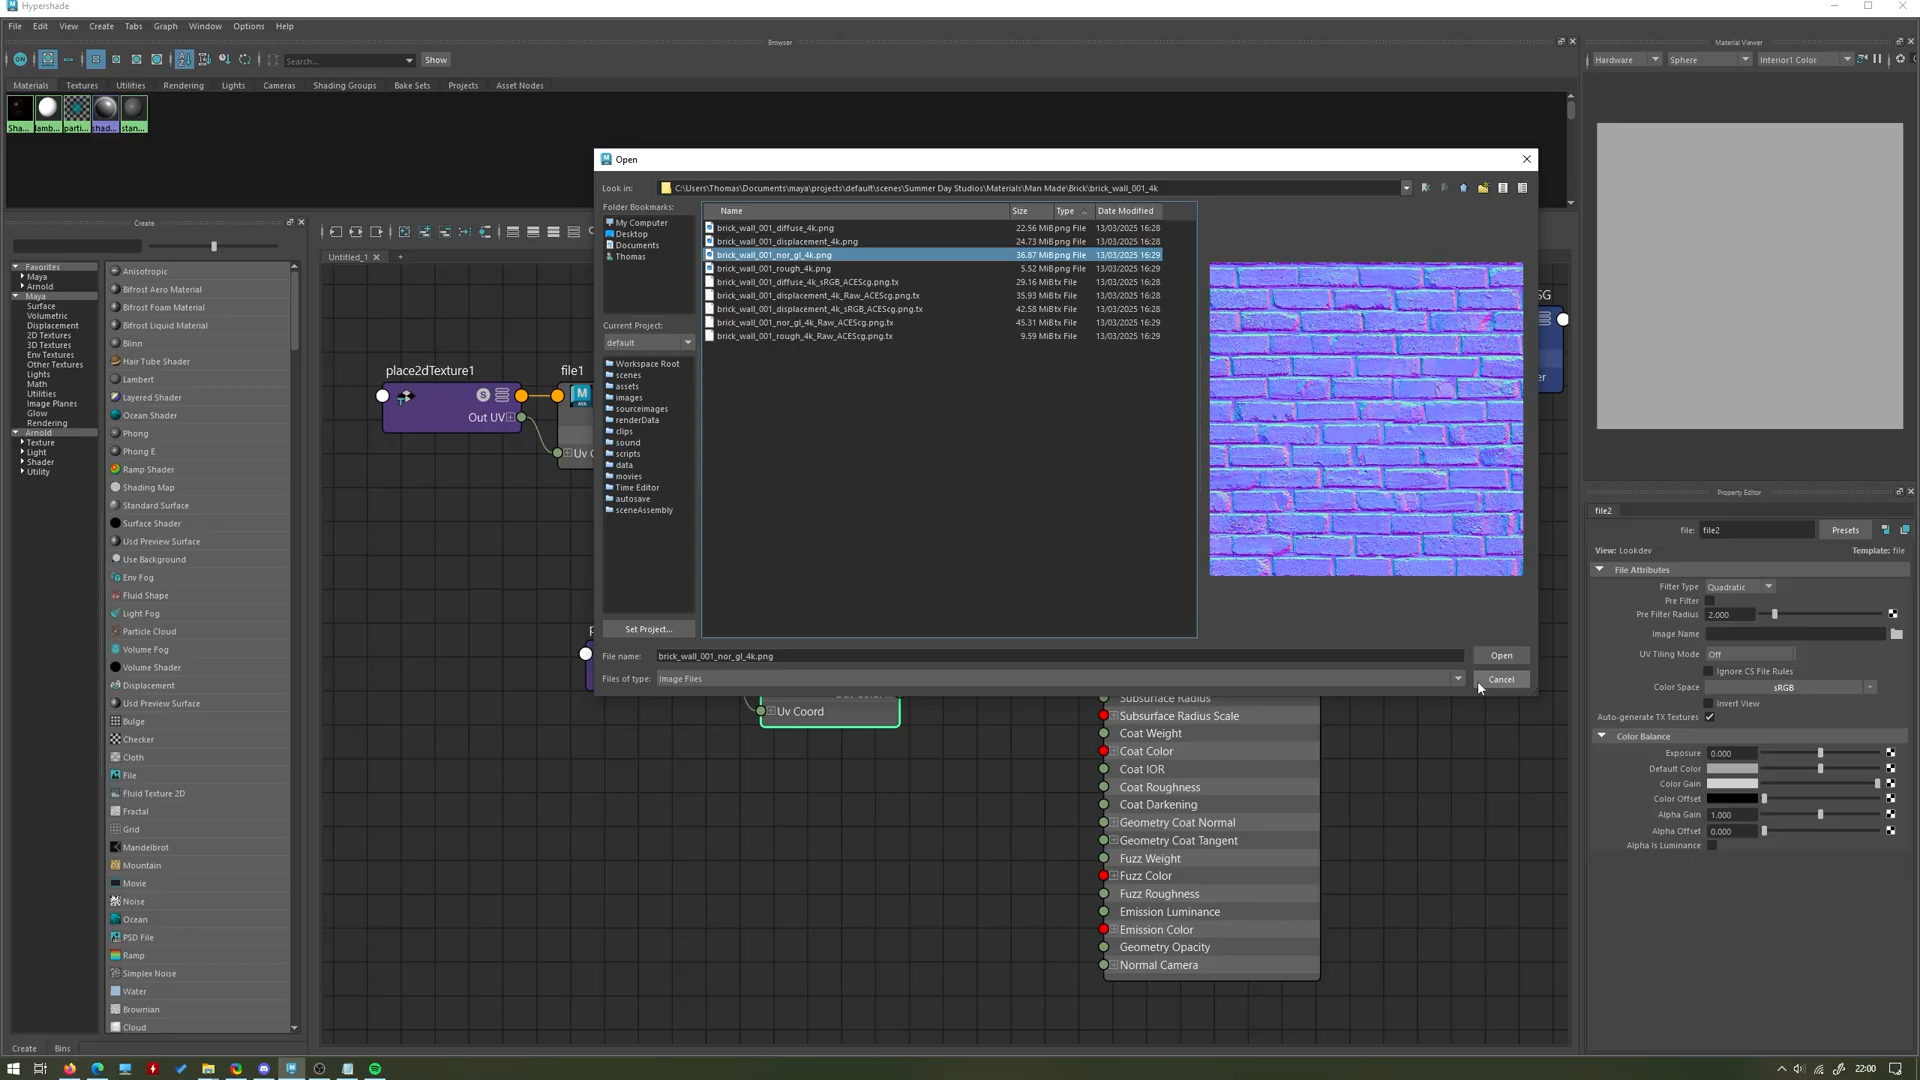 Hypershade
File Edit View Create Tabs Graph Window Options Help
Browser
Material Viewer
ON
Search...
Show
Hardware
Sphere
Interior1 Color
Materials Textures Utilities Rendering Lights Cameras Shading Groups Bake Sets Projects Asset Nodes
Sha... lamb... parti... shad... stan...
Create
Untitled_1
Favorites
Maya
Arnold
Maya
Surface
Volumetric
Displacement
2D Textures
3D Textures
Env Textures
Other Textures
Lights
Math
Utilities
Image Planes
Glow
Rendering
Arnold
Texture
Light
Shader
Utility
Anisotropic
Bifrost Aero Material
Bifrost Foam Material
Bifrost Liquid Material
Blinn
Hair Tube Shader
Lambert
Layered Shader
Ocean Shader
Phong
Phong E
Ramp Shader
Shading Map
Standard Surface
Surface Shader
Usd Preview Surface
Use Background
Env Fog
Fluid Shape
Light Fog
Particle Cloud
Volume Fog
Volume Shader
Displacement
Usd Preview Surface
Bulge
Checker
Cloth
File
Fluid Texture 2D
Fractal
Grid
Mandelbrot
Mountain
Movie
Noise
Ocean
PSD File
Ramp
Simplex Noise
Water
Brownian
Cloud
Create Bins
place2dTexture1
S
Out UV
file1
Uv C
Open
Look in:
C:\Users\Thomas\Documents\maya\projects\default\scenes\Summer Day Studios\Materials\Man Made\Brick\brick_wall_001_4k
Folder Bookmarks:
My Computer
Desktop
Documents
Thomas
Current Project:
default
Workspace Root
scenes
assets
images
sourceimages
renderData
clips
sound
scripts
data
movies
Time Editor
autosave
sceneAssembly
Set Project...
Name Size Type Date Modified
brick_wall_001_diffuse_4k.png 22.56 MiB png File 13/03/2025 16:28
brick_wall_001_displacement_4k.png 24.73 MiB png File 13/03/2025 16:28
brick_wall_001_nor_gl_4k.png 36.87 MiB png File 13/03/2025 16:29
brick_wall_001_rough_4k.png 5.52 MiB png File 13/03/2025 16:29
brick_wall_001_diffuse_4k_sRGB_ACEScg.png.tx 29.16 MiB tx File 13/03/2025 16:28
brick_wall_001_displacement_4k_Raw_ACEScg.png.tx 35.93 MiB tx File 13/03/2025 16:28
brick_wall_001_displacement_4k_sRGB_ACEScg.png.tx 42.58 MiB tx File 13/03/2025 16:28
brick_wall_001_nor_gl_4k_Raw_ACEScg.png.tx 45.31 MiB tx File 13/03/2025 16:29
brick_wall_001_rough_4k_Raw_ACEScg.png.tx 9.59 MiB tx File 13/03/2025 16:29
File name: brick_wall_001_nor_gl_4k.png
Open
Files of type: Image Files
Cancel
SG
er
Uv Coord
Subsurface Radius
Subsurface Radius Scale
Coat Weight
Coat Color
Coat IOR
Coat Roughness
Coat Darkening
Geometry Coat Normal
Geometry Coat Tangent
Fuzz Weight
Fuzz Color
Fuzz Roughness
Emission Luminance
Emission Color
Geometry Opacity
Normal Camera
Property Editor
file2
file: file2
Presets
View: Lookdev
Template: file
File Attributes
Filter Type Quadratic
Pre Filter
Pre Filter Radius 2.000
Image Name
UV Tiling Mode Off
Ignore CS File Rules
Color Space sRGB
Invert View
Auto-generate TX Textures
Color Balance
Exposure 0.000
Default Color
Color Gain
Color Offset
Alpha Gain 1.000
Alpha Offset 0.000
Alpha Is Luminance
22:00